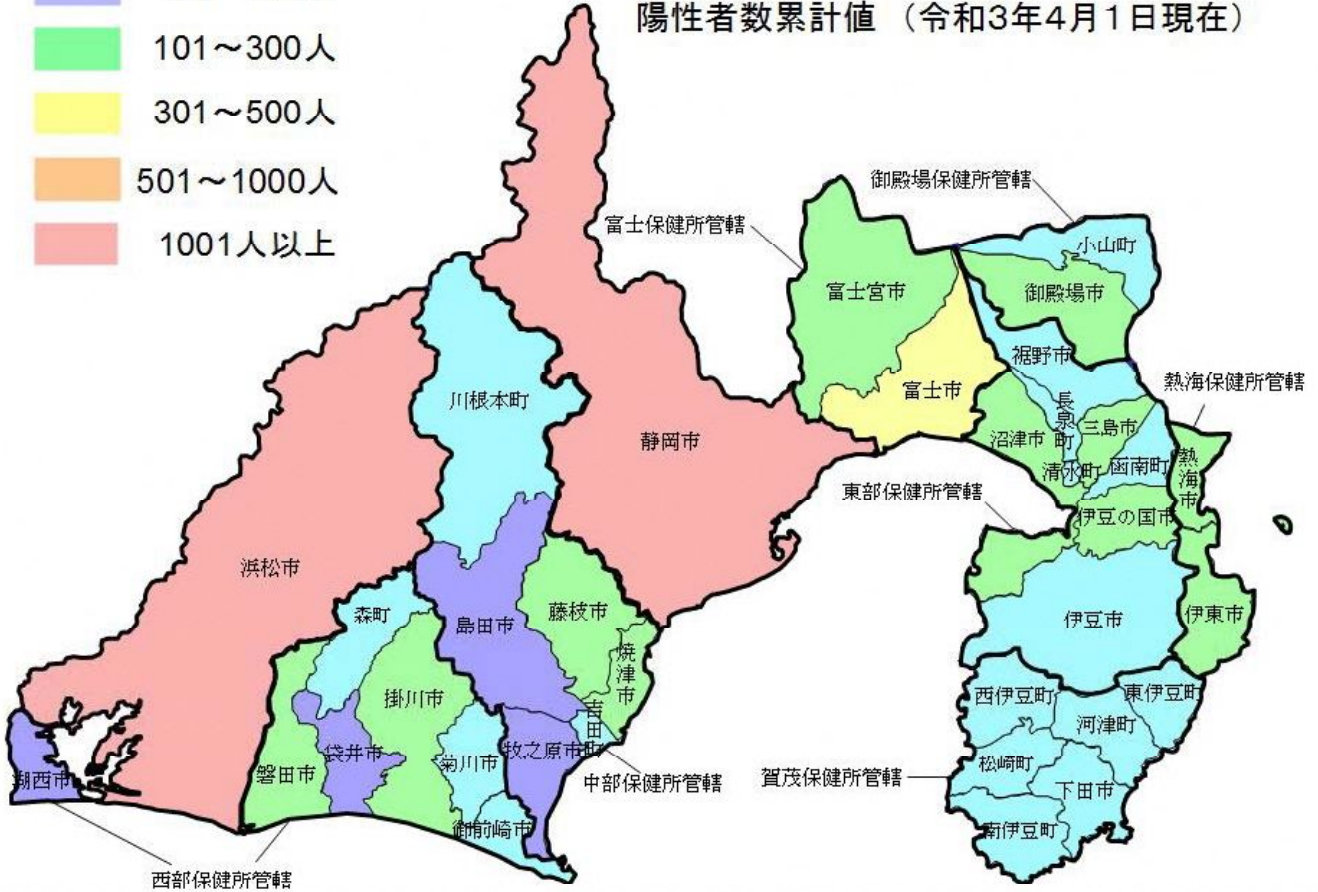 陽性者数累計値 （令和3年4月1日現在）
101～300人
301～500人
501～1000人
1001人以上
御殿場保健所管轄
富士保健所管轄
小山町
富士宮市
御殿場市
裾野市
熱海保健所管轄
川根本町
富士市
長泉町
三島市
沼津市
静岡市
清水町
函南町
熱海市
東部保健所管轄
伊豆の国市
浜松市
森町
藤枝市
島田市
伊豆市
伊東市
焼津市
掛川市
西伊豆町
東伊豆町
吉田町
河津町
袋井市
菊川市
牧之原市
湖西市
磐田市
中部保健所管轄
賀茂保健所管轄
松崎町
下田市
御前崎市
南伊豆町
西部保健所管轄